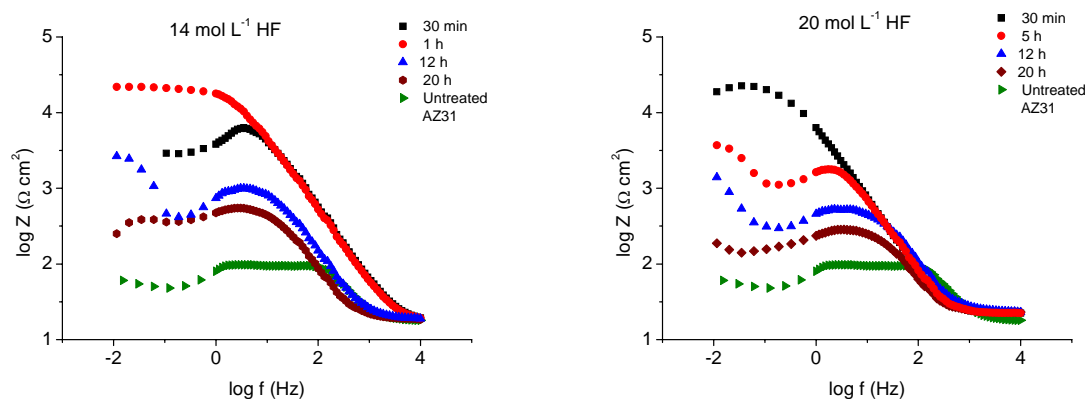 14 mol L⁻¹ HF
30 min
1 h
12 h
20 h
Untreated
AZ31
5
4
3
2
1
log Z (Ω cm²)
-2
0
2
4
log f (Hz)
20 mol L⁻¹ HF
30 min
5 h
12 h
20 h
Untreated
AZ31
5
4
3
2
1
log Z (Ω cm²)
-2
0
2
4
log f (Hz)